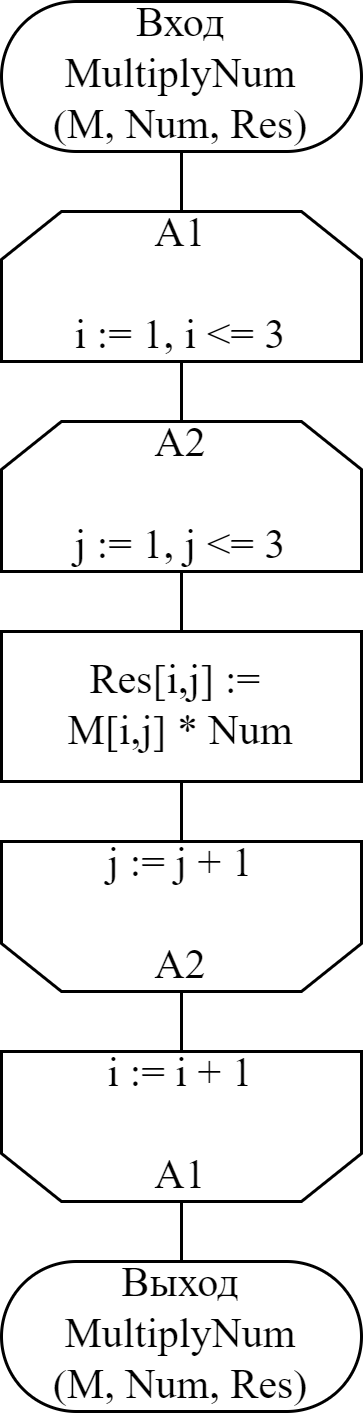 Вход
MultiplyNum
(M, Num, Res)
A1
i := 1, i <= 3
A2
j := 1, j <= 3
Res[i,j] :=
M[i,j] * Num
j := j + 1
A2
i := i + 1
A1
Выход
MultiplyNum
(M, Num, Res)